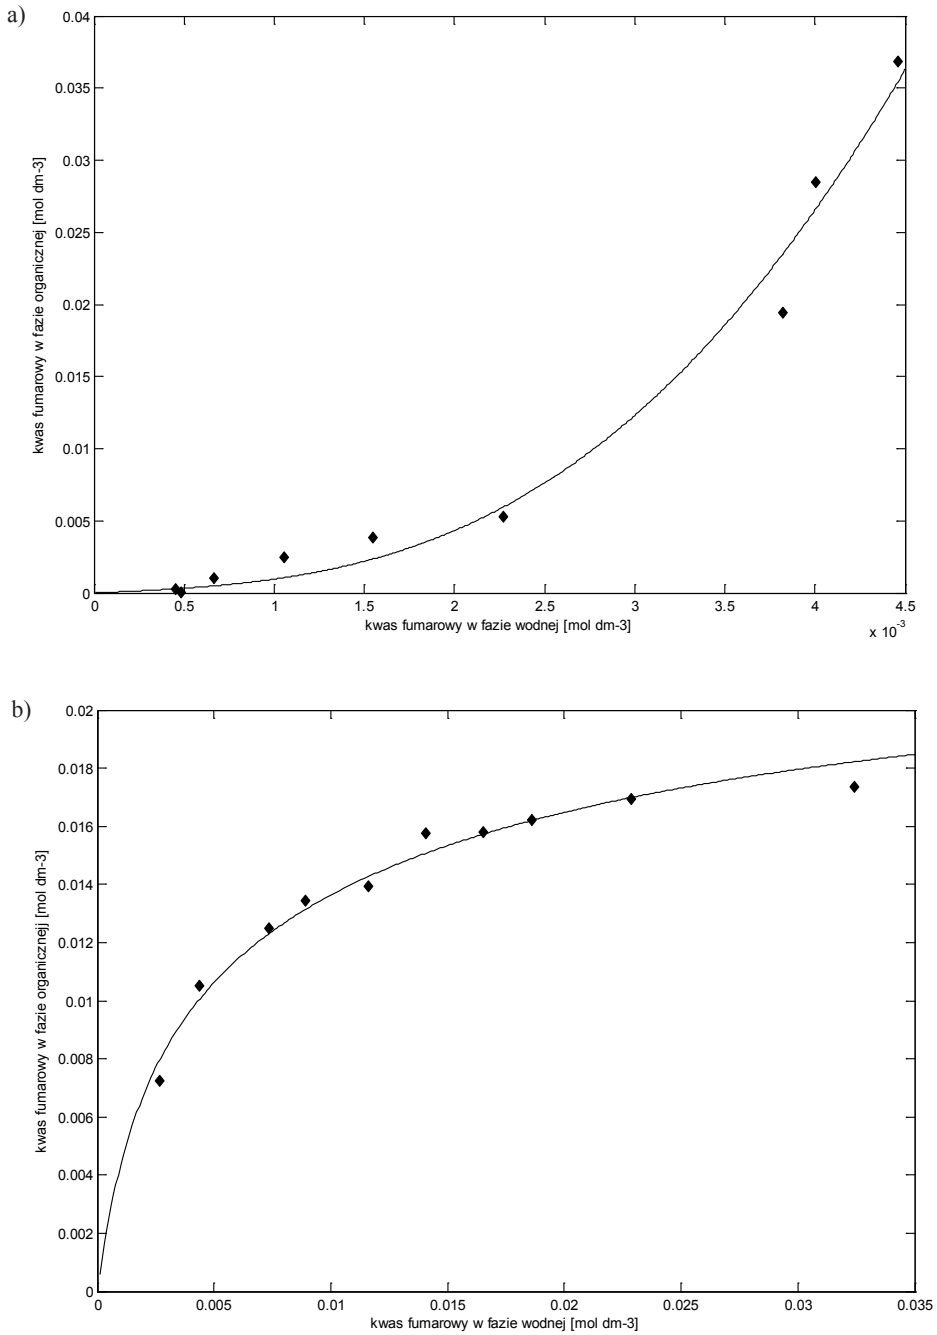 a)
0.04
0.035
0.03
0.025
0.02
0.015
0.01
0.005
0
kwas fumarowy w fazie organicznej [mol dm-3]
0 0.5 1 1.5 2 2.5 3 3.5 4 4.5
kwas fumarowy w fazie wodnej [mol dm-3]
x 10-3
b)
0.02
0.018
0.016
0.014
0.012
0.01
0.008
0.006
0.004
0.002
0
kwas fumarowy w fazie organicznejj [mol dm-3]
0 0.005 0.01 0.015 0.02 0.025 0.03 0.035
kwas fumarowy w fazie wodnej [mol dm-3]